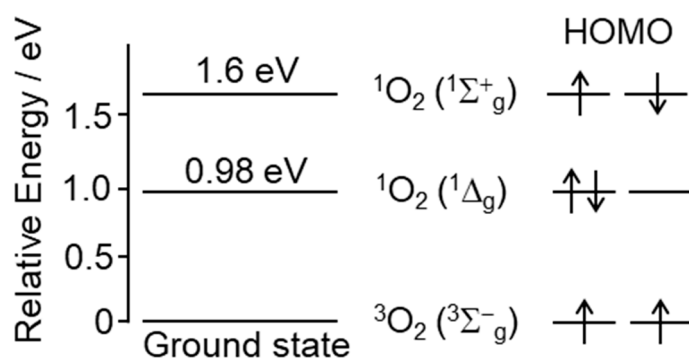 HOMO
Relative Energy / eV
1.6 eV
¹O₂ (¹Σ⁺g)
1.5
0.98 eV
1.0
¹O₂ (¹Δg)
0.5
0
³O₂ (³Σ⁻g)
Ground state